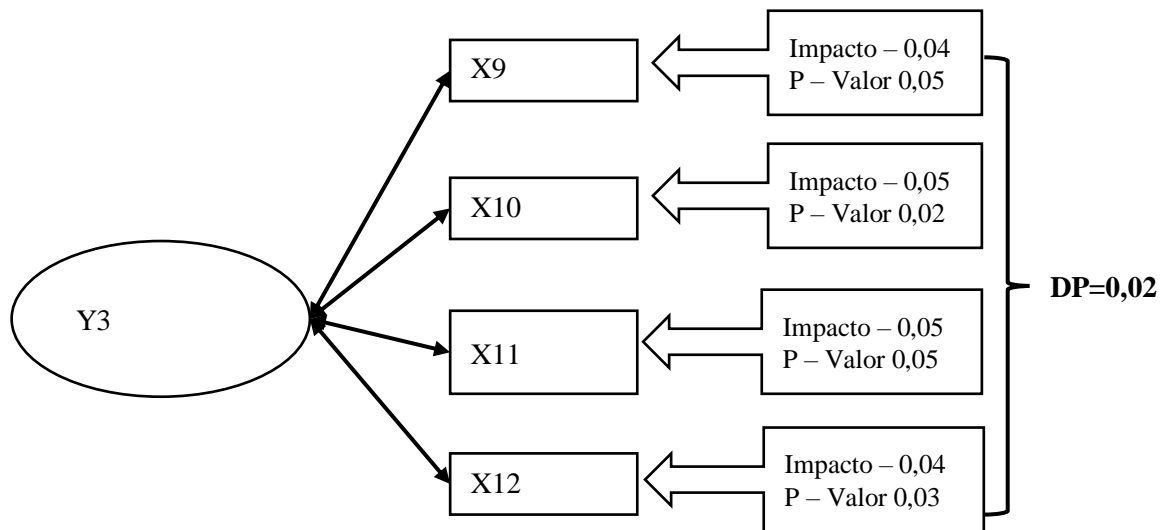 X9
Impacto – 0,04
P – Valor 0,05
X10
Impacto – 0,05
P – Valor 0,02
DP=0,02
Y3
X11
Impacto – 0,05
P – Valor 0,05
X12
Impacto – 0,04
P – Valor 0,03